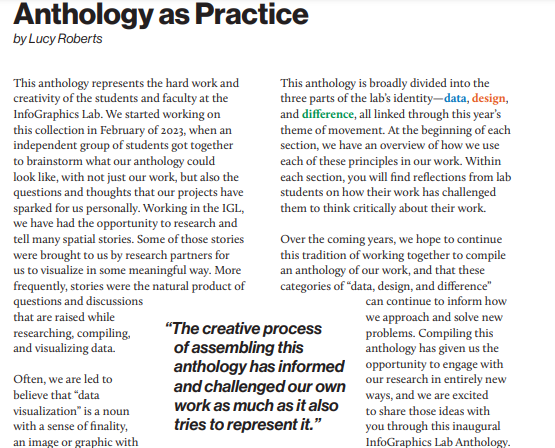 Anthology as Practice
by Lucy Roberts
This anthology represents the hard work and
creativity of the students and faculty at the
InfoGraphics Lab. We started working on
this collection in February of 2023, when an
independent group of students got together
to brainstorm what our anthology could
look like, with not just our work, but also the
questions and thoughts that our projects have
sparked for us personally. Working in the IGL,
we have had the opportunity to research and
tell many spatial stories. Some of those stories
were brought to us by research partners for
us to visualize in some meaningful way. More
frequently, stories were the natural product of
questions and discussions
that are raised while
researching, compiling,
and visualizing data.
Often, we are led to
believe that “data
visualization” is a noun
with a sense of finality,
an image or graphic with
“The creative process
of assembling this
anthology has informed
and challenged our own
work as much as it also
tries to represent it.”
This anthology is broadly divided into the
three parts of the lab’s identity—data, design,
and difference, all linked through this year’s
theme of movement. At the beginning of each
section, we have an overview of how we use
each of these principles in our work. Within
each section, you will find reflections from lab
students on how their work has challenged
them to think critically about their work.
Over the coming years, we hope to continue
this tradition of working together to compile
an anthology of our work, and that these
categories of “data, design, and difference”
can continue to inform how
we approach and solve new
problems. Compiling this
anthology has given us the
opportunity to engage with
our research in entirely new
ways, and we are excited
to share those ideas with
you through this inaugural
InfoGraphics Lab Anthology.